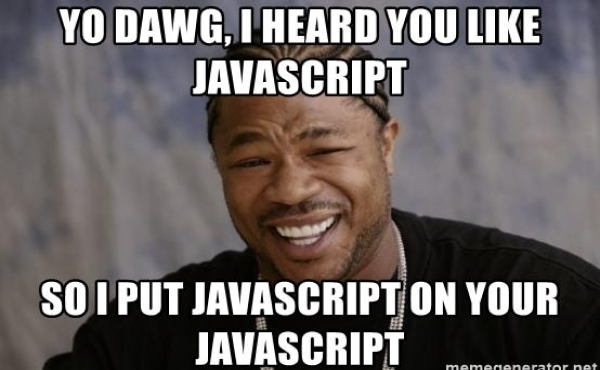 YO DAWG, I HEARD YOU LIKE
JAVASCRIPT
SO I PUT JAVASCRIPT ON YOUR
JAVASCRIPT
memegenerator.net